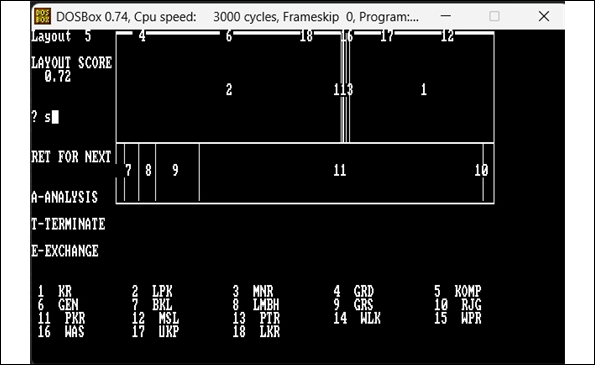 DOSBox 0.74, Cpu speed: 3000 cycles, Frameskip 0, Program:...
Layout 5 4 6 18 16 17 12
LAYOUT SCORE
0.72
2 1113 1
? s
RET FOR NEXT
7 8 9 11 10
A-ANALYSIS
T-TERMINATE
E-EXCHANGE
1 KR 2 LPK 3 MNR 4 GRD 5 KOMP
6 GEN 7 BKL 8 LMBH 9 GRS 10 RJG
11 PKR 12 MSL 13 PTR 14 WLK 15 WPR
16 WAS 17 UKP 18 LKR